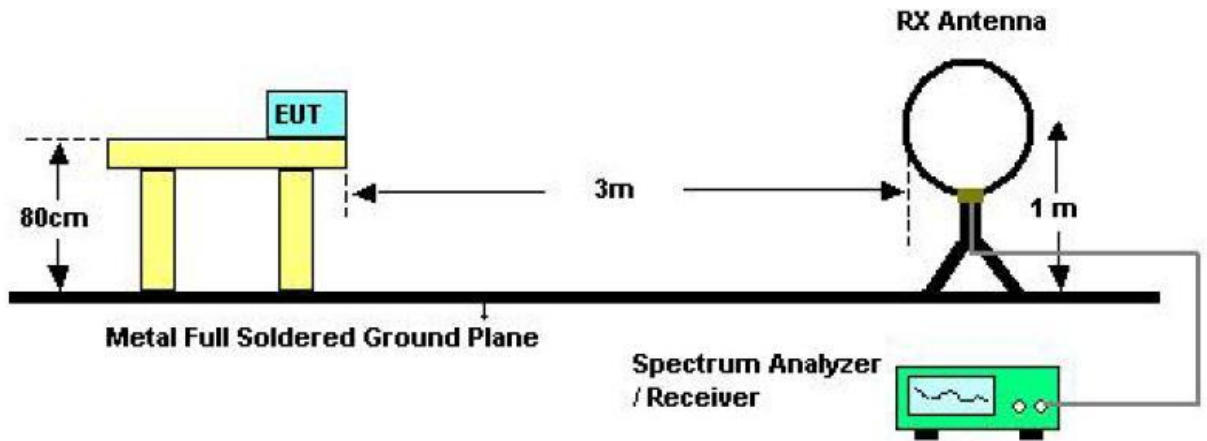 RX Antenna
EUT
80cm
3m
1 m
Metal Full Soldered Ground Plane
Spectrum Analyzer
/ Receiver